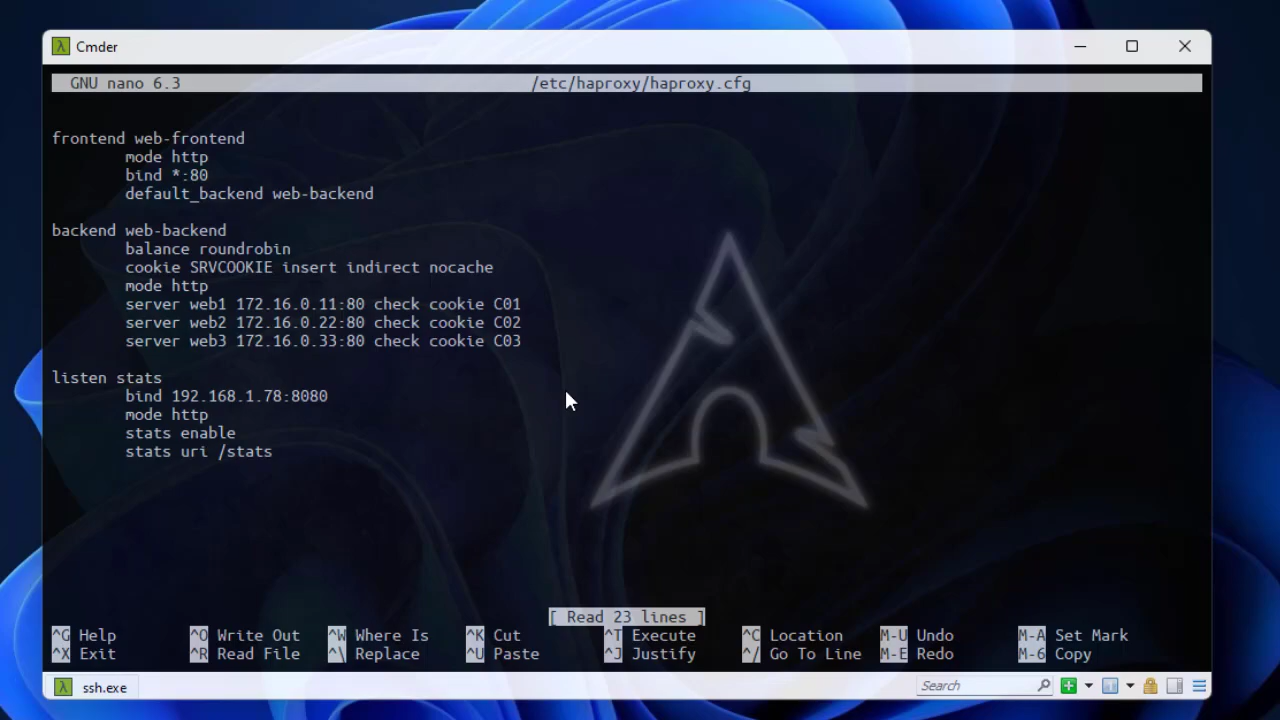 λ Cmder
GNU nano 6.3 /etc/haproxy/haproxy.cfg
frontend web-frontend
mode http
bind *:80
default_backend web-backend
backend web-backend
balance roundrobin
cookie SRVCOOKIE insert indirect nocache
mode http
server web1 172.16.0.11:80 check cookie C01
server web2 172.16.0.22:80 check cookie C02
server web3 172.16.0.33:80 check cookie C03
listen stats
bind 192.168.1.78:8080
mode http
stats enable
stats uri /stats
[ Read 23 lines ]
^G Help ^O Write Out ^W Where Is ^K Cut ^T Execute ^C Location M-U Undo M-A Set Mark
^X Exit ^R Read File ^\ Replace ^U Paste ^J Justify ^/ Go To Line M-E Redo M-6 Copy
λ ssh.exe Search